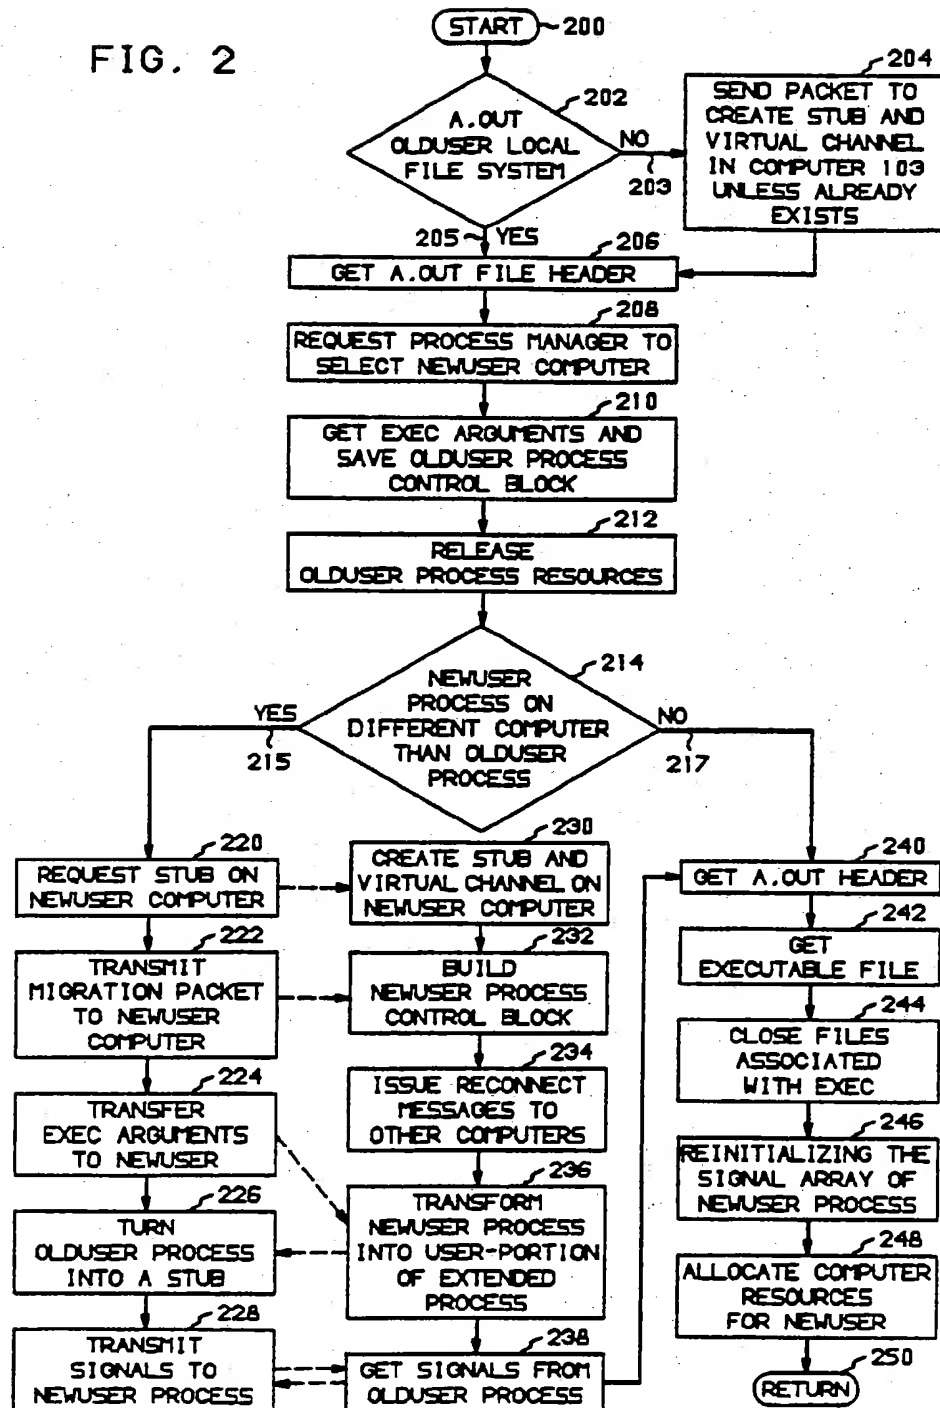 FIG. 2
START
200
202
A.OUT
OLDUSER LOCAL
FILE SYSTEM
NO
203
204
SEND PACKET TO
CREATE STUB AND
VIRTUAL CHANNEL
IN COMPUTER 103
UNLESS ALREADY
EXISTS
205
YES
206
GET A.OUT FILE HEADER
208
REQUEST PROCESS MANAGER TO
SELECT NEWUSER COMPUTER
210
GET EXEC ARGUMENTS AND
SAVE OLDUSER PROCESS
CONTROL BLOCK
212
RELEASE
OLDUSER PROCESS RESOURCES
214
NEWUSER
PROCESS ON
DIFFERENT COMPUTER
THAN OLDUSER
PROCESS
YES
215
NO
217
220
REQUEST STUB ON
NEWUSER COMPUTER
222
TRANSMIT
MIGRATION PACKET
TO NEWUSER
COMPUTER
224
TRANSFER
EXEC ARGUMENTS
TO NEWUSER
226
TURN
OLDUSER PROCESS
INTO A STUB
228
TRANSMIT
SIGNALS TO
NEWUSER PROCESS
230
CREATE STUB AND
VIRTUAL CHANNEL ON
NEWUSER COMPUTER
232
BUILD
NEWUSER PROCESS
CONTROL BLOCK
234
ISSUE RECONNECT
MESSAGES TO
OTHER COMPUTERS
236
TRANSFORM
NEWUSER PROCESS
INTO USER-PORTION
OF EXTENDED
PROCESS
238
GET SIGNALS FROM
OLDUSER PROCESS
240
GET A.OUT HEADER
242
GET
EXECUTABLE FILE
244
CLOSE FILES
ASSOCIATED
WITH EXEC
246
REINITIALIZING THE
SIGNAL ARRAY OF
NEWUSER PROCESS
248
ALLOCATE COMPUTER
RESOURCES
FOR NEWUSER
250
RETURN